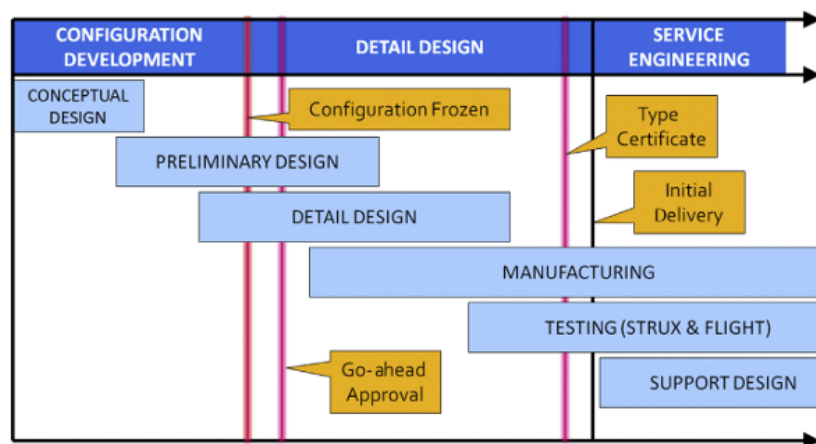 CONFIGURATION
DEVELOPMENT
DETAIL DESIGN
SERVICE
ENGINEERING
CONCEPTUAL
DESIGN
Configuration Frozen
Type
Certificate
PRELIMINARY DESIGN
Initial
Delivery
DETAIL DESIGN
MANUFACTURING
TESTING (STRUX & FLIGHT)
Go-ahead
Approval
SUPPORT DESIGN